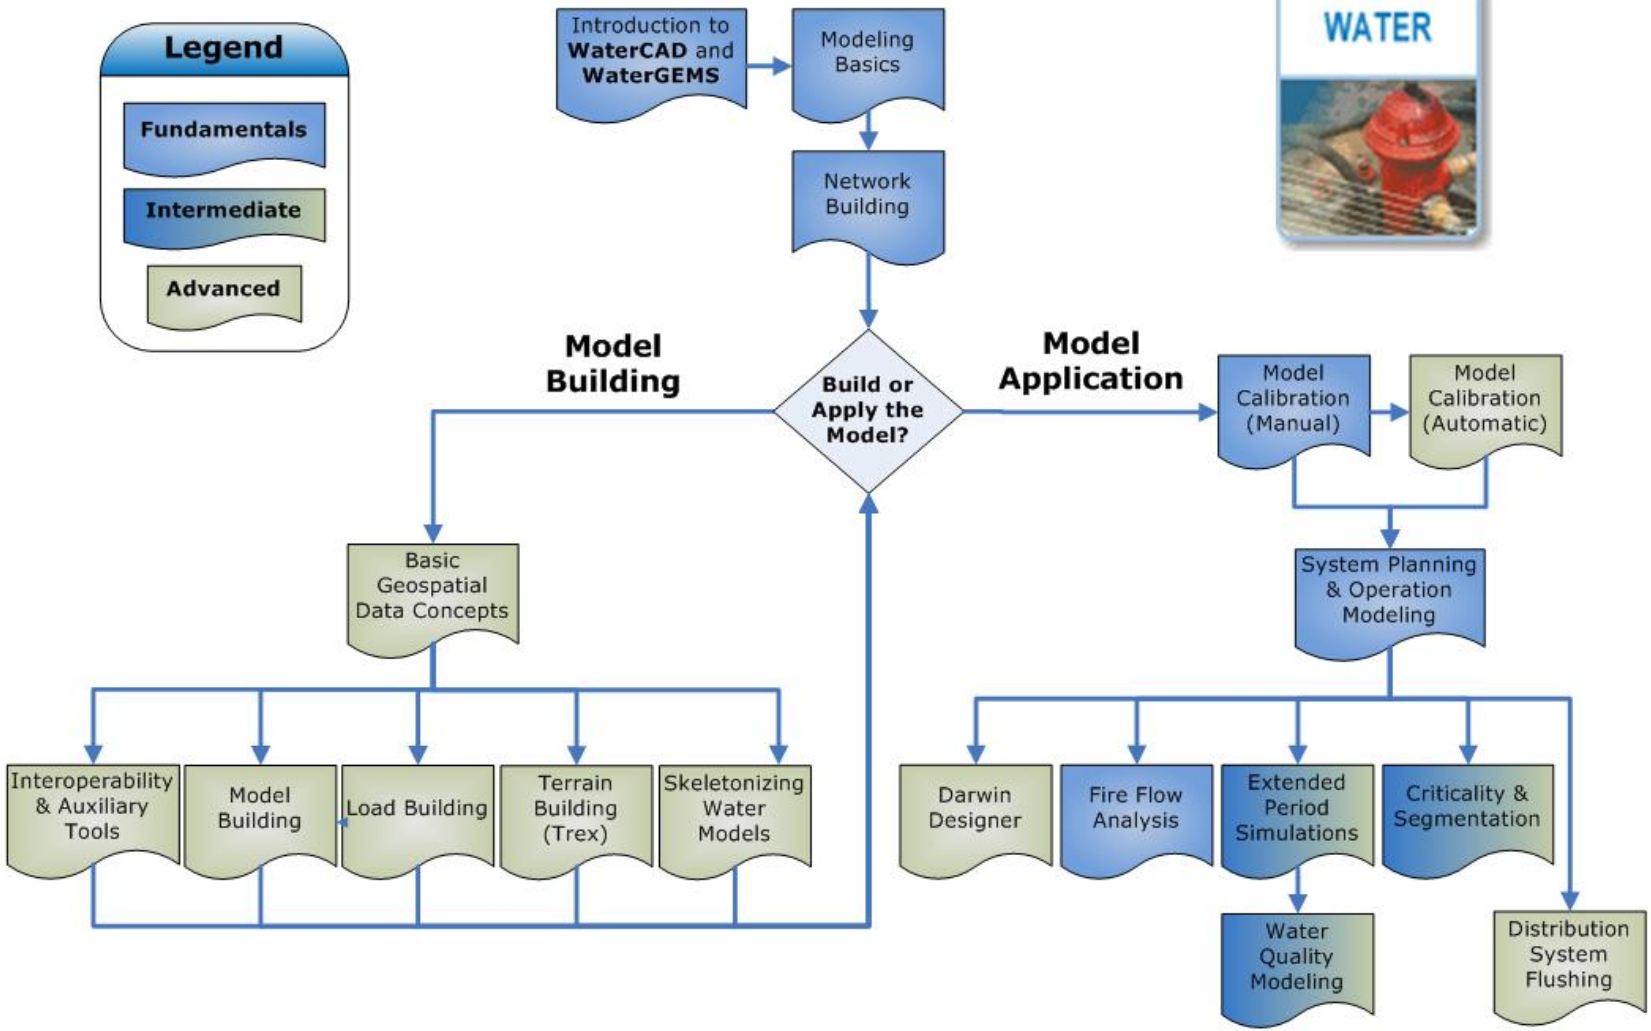 Legend
Fundamentals
Intermediate
Advanced
Introduction to
WaterCAD and
WaterGEMS
Modeling
Basics
WATER
Network
Building
Model
Building
Build or
Apply the
Model?
Model
Application
Model
Calibration
(Manual)
Model
Calibration
(Automatic)
Basic
Geospatial
Data Concepts
System Planning
& Operation
Modeling
Interoperability
& Auxiliary
Tools
Model
Building
Load Building
Terrain
Building
(Trex)
Skeletonizing
Water
Models
Darwin
Designer
Fire Flow
Analysis
Extended
Period
Simulations
Criticality &
Segmentation
Water
Quality
Modeling
Distribution
System
Flushing